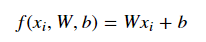 f(xᵢ, W, b) = Wxᵢ + b